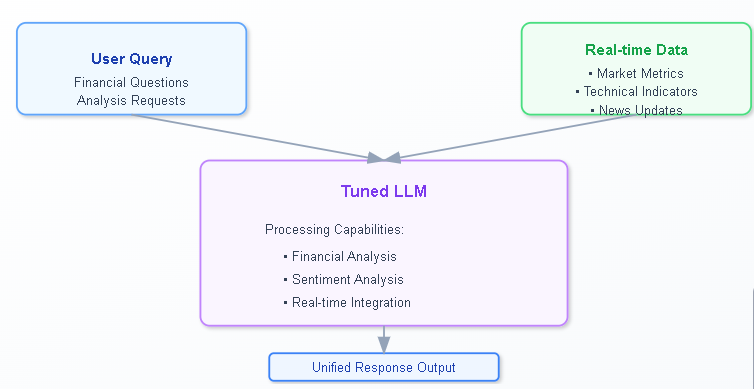 User Query
Financial Questions
Analysis Requests
Real-time Data
• Market Metrics
• Technical Indicators
• News Updates
Tuned LLM
Processing Capabilities:
• Financial Analysis
• Sentiment Analysis
• Real-time Integration
Unified Response Output